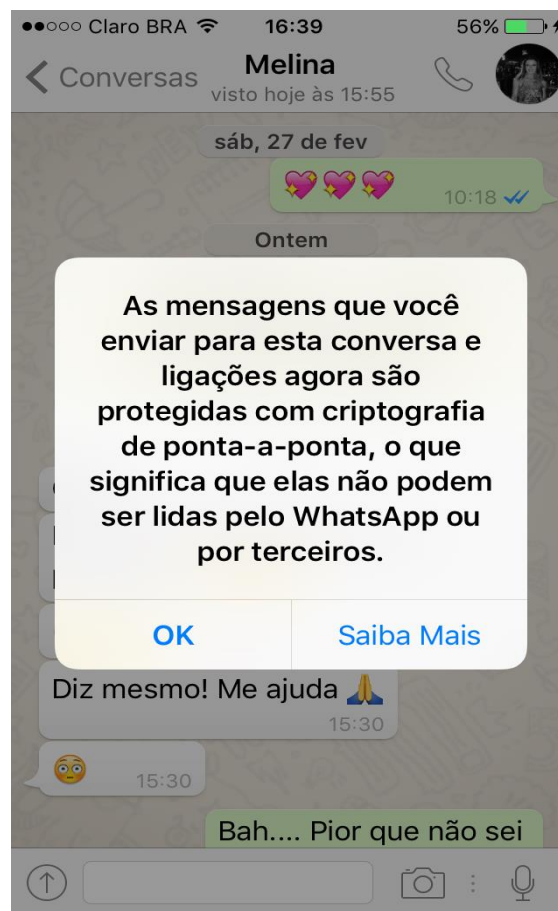 Claro BRA 16:39 56%
Conversas Melina
visto hoje às 15:55
sáb, 27 de fev
10:18
Ontem
As mensagens que você
enviar para esta conversa e
ligações agora são
protegidas com criptografia
de ponta-a-ponta, o que
significa que elas não podem
ser lidas pelo WhatsApp ou
por terceiros.
OK Saiba Mais
Diz mesmo! Me ajuda 🙏
15:30
15:30
Bah.... Pior que não sei